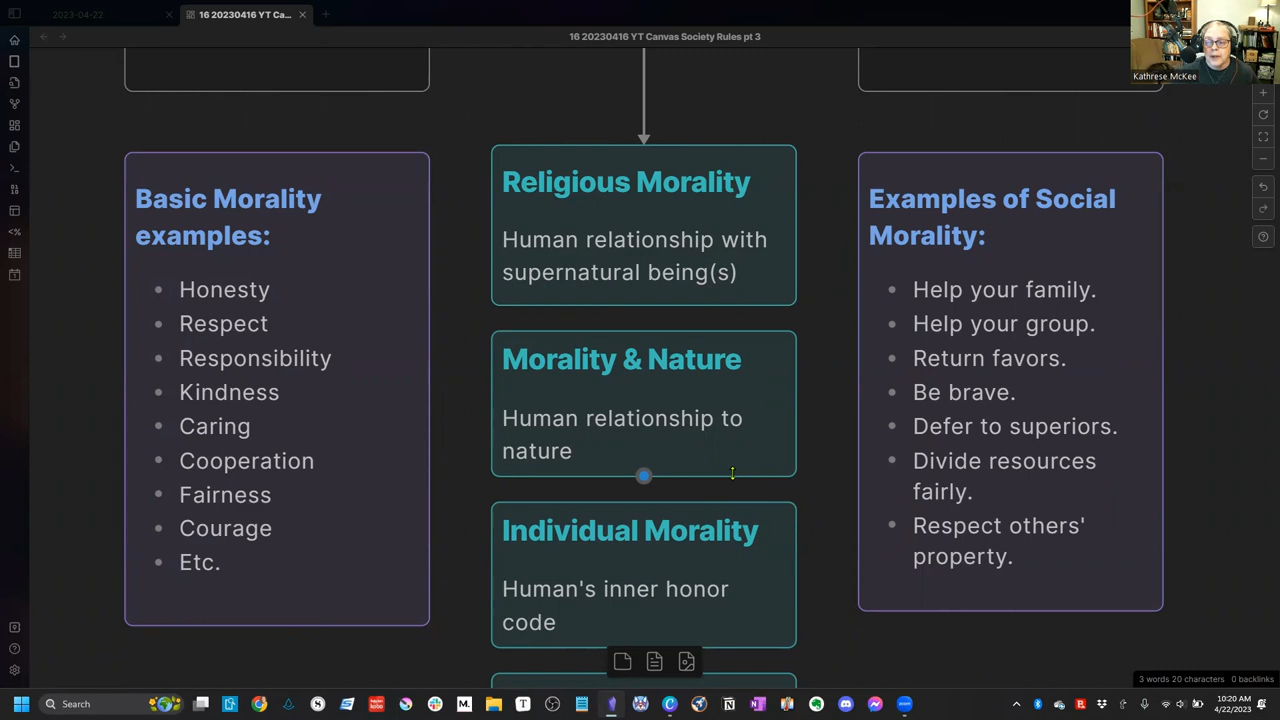 2023-04-22
16 20230416 YT Ca...
16 20230416 YT Canvas Society Rules pt 3
Kathrese McKee
Basic Morality
examples:
Honesty
Respect
Responsibility
Kindness
Caring
Cooperation
Fairness
Courage
Etc.
Religious Morality
Human relationship with
supernatural being(s)
Morality & Nature
Human relationship to
nature
Individual Morality
Human's inner honor
code
Examples of Social
Morality:
Help your family.
Help your group.
Return favors.
Be brave.
Defer to superiors.
Divide resources
fairly.
Respect others'
property.
3 words 20 characters 0 backlinks
Search
10:20 AM
4/22/2023